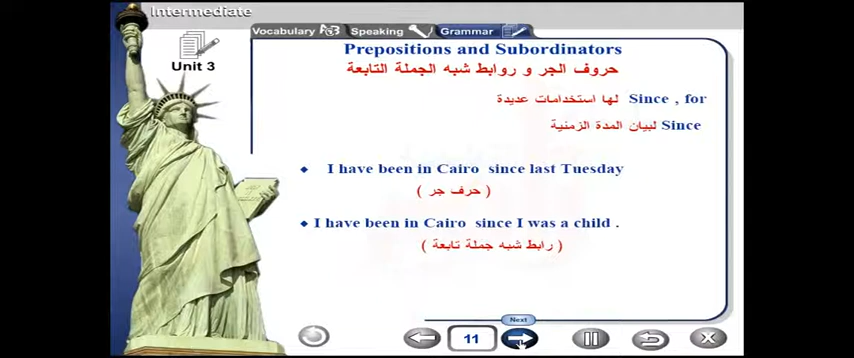 Intermediate
Vocabulary Speaking Grammar
Unit 3
Prepositions and Subordinators
حروف الجر و روابط شبه الجملة التابعة
Since , for لها استخدامات عديدة
Since لبيان المدة الزمنية
I have been in Cairo since last Tuesday
( حرف جر )
I have been in Cairo since I was a child .
( رابط شبه جملة تابعة )
Next
11